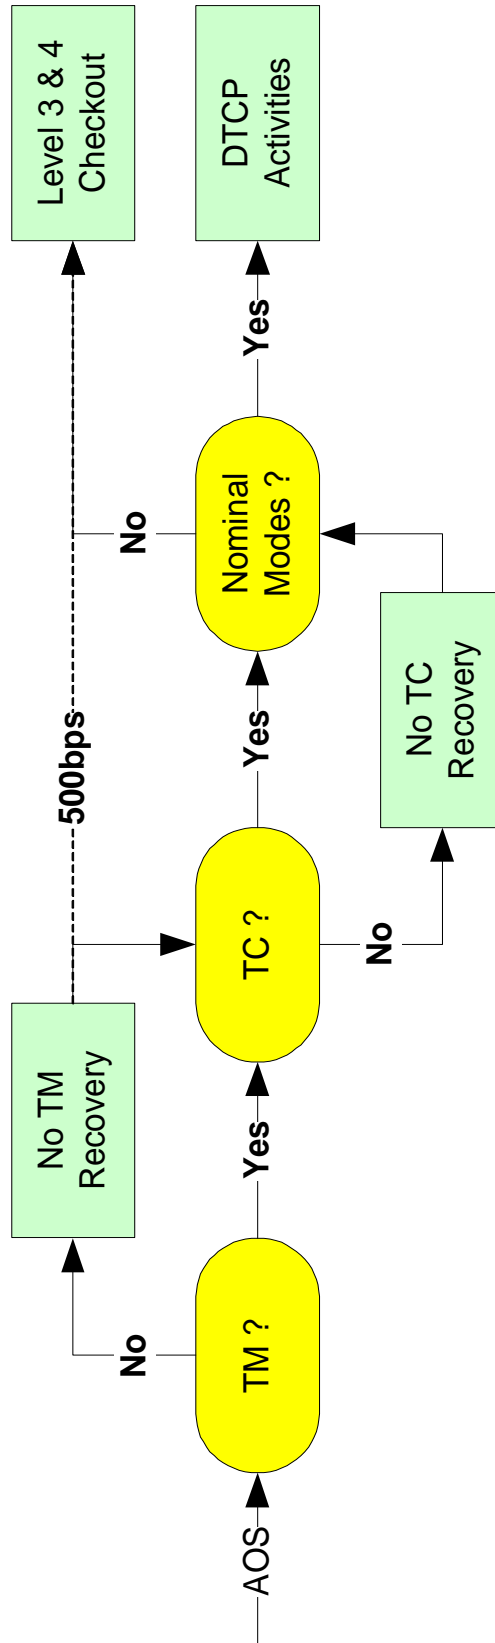 AOS
TM ?
No
No TM
Recovery
Yes
TC ?
No
No TC
Recovery
Yes
500bps
Nominal
Modes ?
No
Yes
Level 3 & 4
Checkout
DTCP
Activities